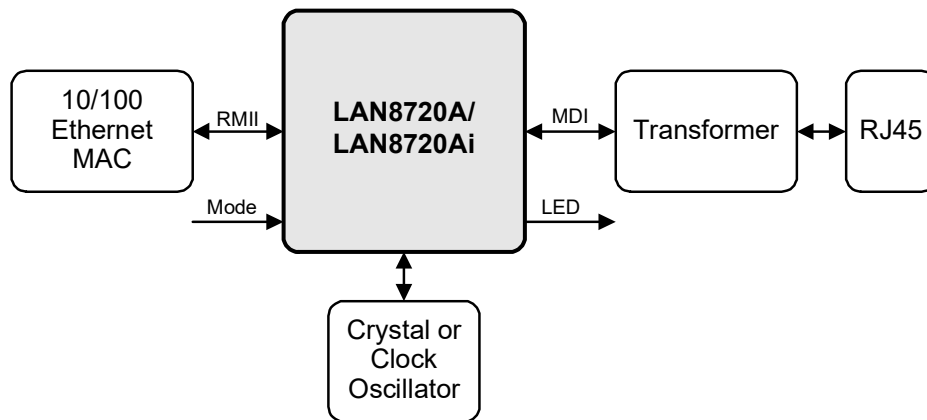 10/100
Ethernet
MAC
RMII
LAN8720A/
LAN8720Ai
MDI
Transformer
RJ45
Mode
LED
Crystal or
Clock
Oscillator